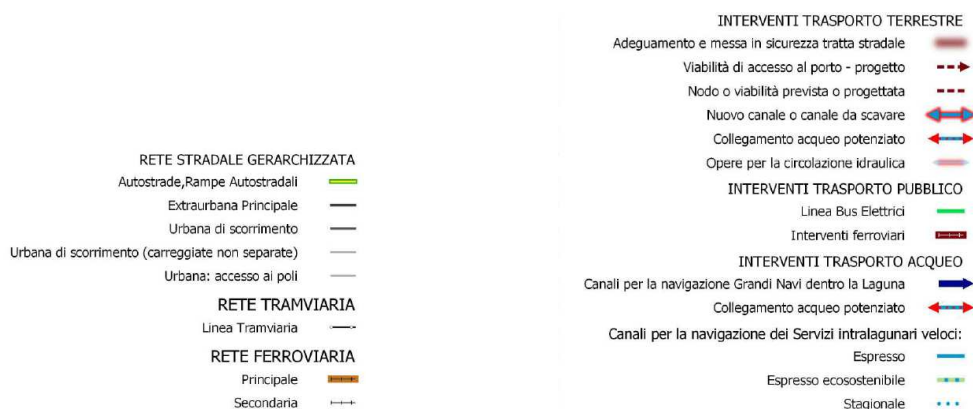 RETE STRADALE GERARCHIZZATA
Autostrade,Rampe Autostradali
Extraurbana Principale
Urbana di scorrimento
Urbana di scorrimento (carreggiate non separate)
Urbana: accesso ai poli
RETE TRAMVIARIA
Linea Tramviaria
RETE FERROVIARIA
Principale
Secondaria
INTERVENTI TRASPORTO TERRESTRE
Adeguamento e messa in sicurezza tratta stradale
Viabilità di accesso al porto - progetto
Nodo o viabilità prevista o progettata
Nuovo canale o canale da scavare
Collegamento acqueo potenziato
Opere per la circolazione idraulica
INTERVENTI TRASPORTO PUBBLICO
Linea Bus Elettrici
Interventi ferroviari
INTERVENTI TRASPORTO ACQUEO
Canali per la navigazione Grandi Navi dentro la Laguna
Collegamento acqueo potenziato
Canali per la navigazione dei Servizi intralagunari veloci:
Espresso
Espresso ecosostenibile
Stagionale